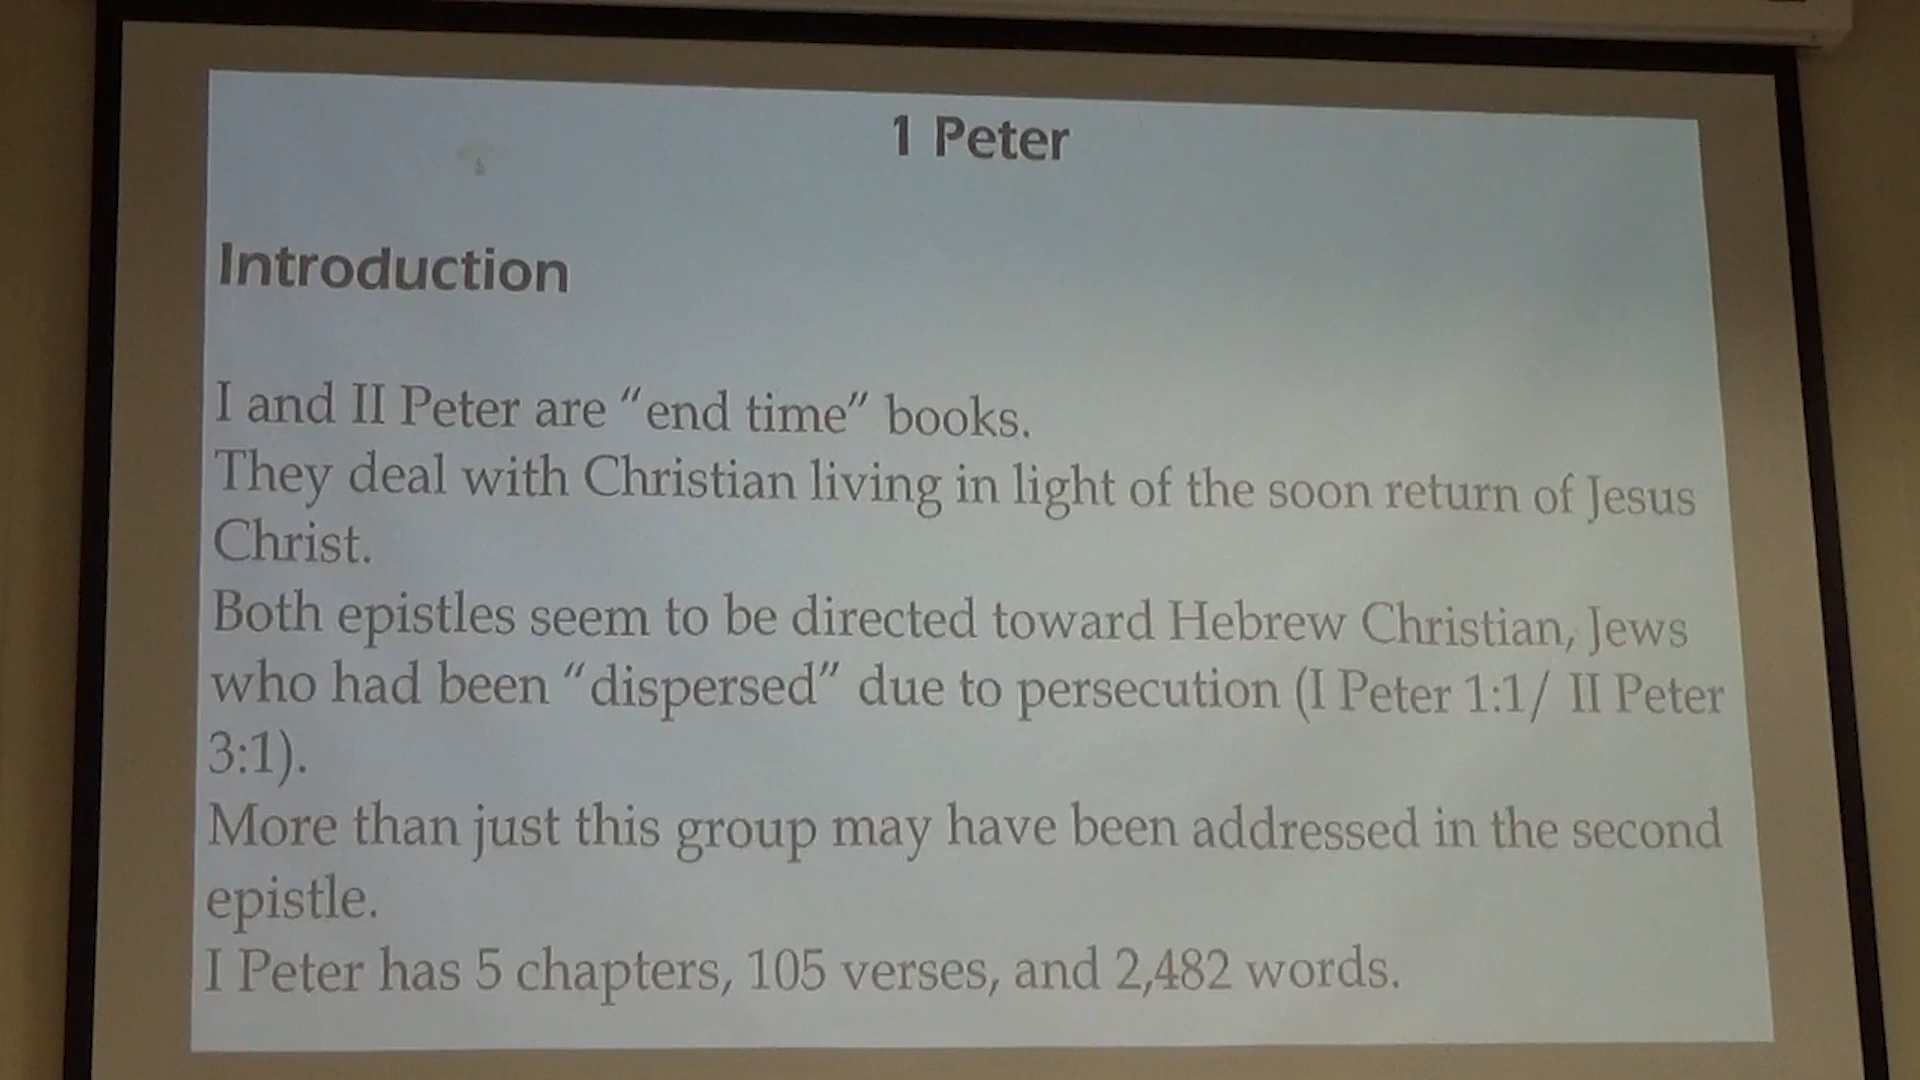 1 Peter
Introduction
I and II Peter are “end time” books.
They deal with Christian living in light of the soon return of Jesus
Christ.
Both epistles seem to be directed toward Hebrew Christian, Jews
who had been “dispersed” due to persecution (I Peter 1:1/ II Peter
3:1).
More than just this group may have been addressed in the second
epistle.
I Peter has 5 chapters, 105 verses, and 2,482 words.